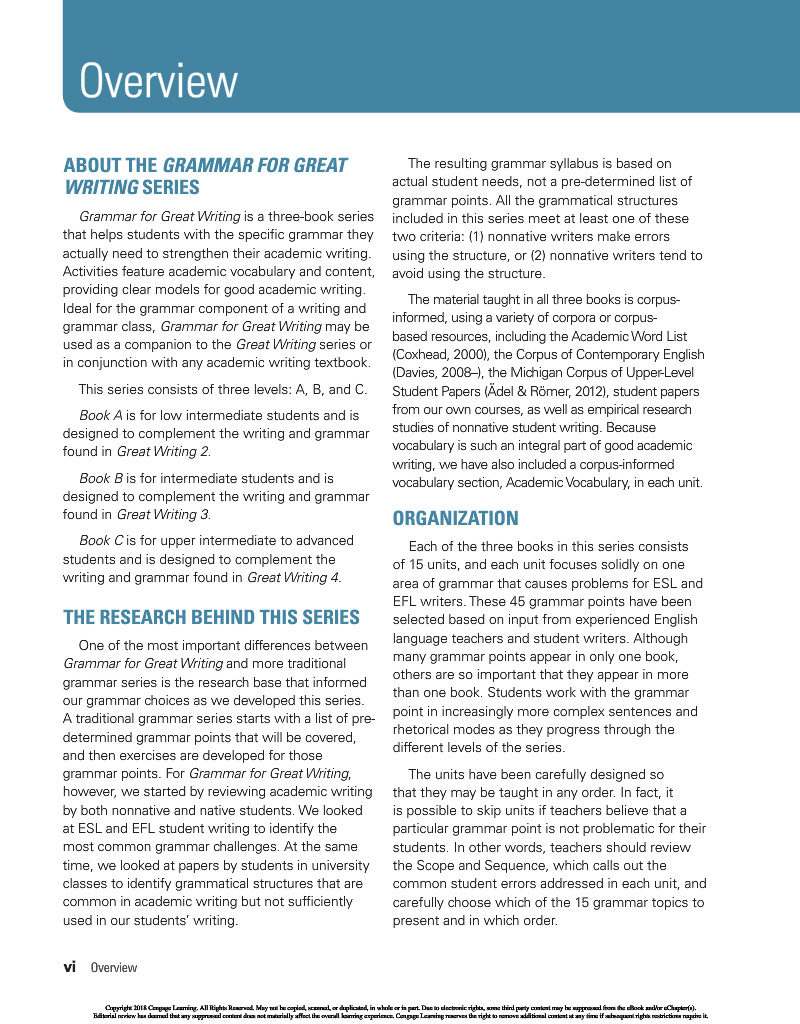 Overview
ABOUT THE GRAMMAR FOR GREAT
WRITING SERIES
Grammar for Great Writing is a three-book series
that helps students with the specific grammar they
actually need to strengthen their academic writing.
Activities feature academic vocabulary and content,
providing clear models for good academic writing.
Ideal for the grammar component of a writing and
grammar class, Grammar for Great Writing may be
used as a companion to the Great Writing series or
in conjunction with any academic writing textbook.
This series consists of three levels: A, B, and C.
Book A is for low intermediate students and is
designed to complement the writing and grammar
found in Great Writing 2.
Book B is for intermediate students and is
designed to complement the writing and grammar
found in Great Writing 3.
Book C is for upper intermediate to advanced
students and is designed to complement the
writing and grammar found in Great Writing 4.
THE RESEARCH BEHIND THIS SERIES
One of the most important differences between
Grammar for Great Writing and more traditional
grammar series is the research base that informed
our grammar choices as we developed this series.
A traditional grammar series starts with a list of pre-
determined grammar points that will be covered,
and then exercises are developed for those
grammar points. For Grammar for Great Writing,
however, we started by reviewing academic writing
by both nonnative and native students. We looked
at ESL and EFL student writing to identify the
most common grammar challenges. At the same
time, we looked at papers by students in university
classes to identify grammatical structures that are
common in academic writing but not sufficiently
used in our students' writing.
The resulting grammar syllabus is based on
actual student needs, not a pre-determined list of
grammar points. All the grammatical structures
included in this series meet at least one of these
two criteria: (1) nonnative writers make errors
using the structure, or (2) nonnative writers tend to
avoid using the structure.
The material taught in all three books is corpus-
informed, using a variety of corpora or corpus-
based resources, including the Academic Word List
(Coxhead, 2000), the Corpus of Contemporary English
(Davies, 2008–), the Michigan Corpus of Upper-Level
Student Papers (Ädel & Römer, 2012), student papers
from our own courses, as well as empirical research
studies of nonnative student writing. Because
vocabulary is such an integral part of good academic
writing, we have also included a corpus-informed
vocabulary section, Academic Vocabulary, in each unit.
ORGANIZATION
Each of the three books in this series consists
of 15 units, and each unit focuses solidly on one
area of grammar that causes problems for ESL and
EFL writers. These 45 grammar points have been
selected based on input from experienced English
language teachers and student writers. Although
many grammar points appear in only one book,
others are so important that they appear in more
than one book. Students work with the grammar
point in increasingly more complex sentences and
rhetorical modes as they progress through the
different levels of the series.
The units have been carefully designed so
that they may be taught in any order. In fact, it
is possible to skip units if teachers believe that a
particular grammar point is not problematic for their
students. In other words, teachers should review
the Scope and Sequence, which calls out the
common student errors addressed in each unit, and
carefully choose which of the 15 grammar topics to
present and in which order.
vi Overview
Copyright 2018 Cengage Learning. All Rights Reserved. May not be copied, scanned, or duplicated, in whole or in part. Due to electronic rights, some third party content may be suppressed from the eBook and/or eChapter(s).
Editorial review has deemed that any suppressed content does not materially affect the overall learning experience. Cengage Learning reserves the right to remove additional content at any time if subsequent rights restrictions require it.